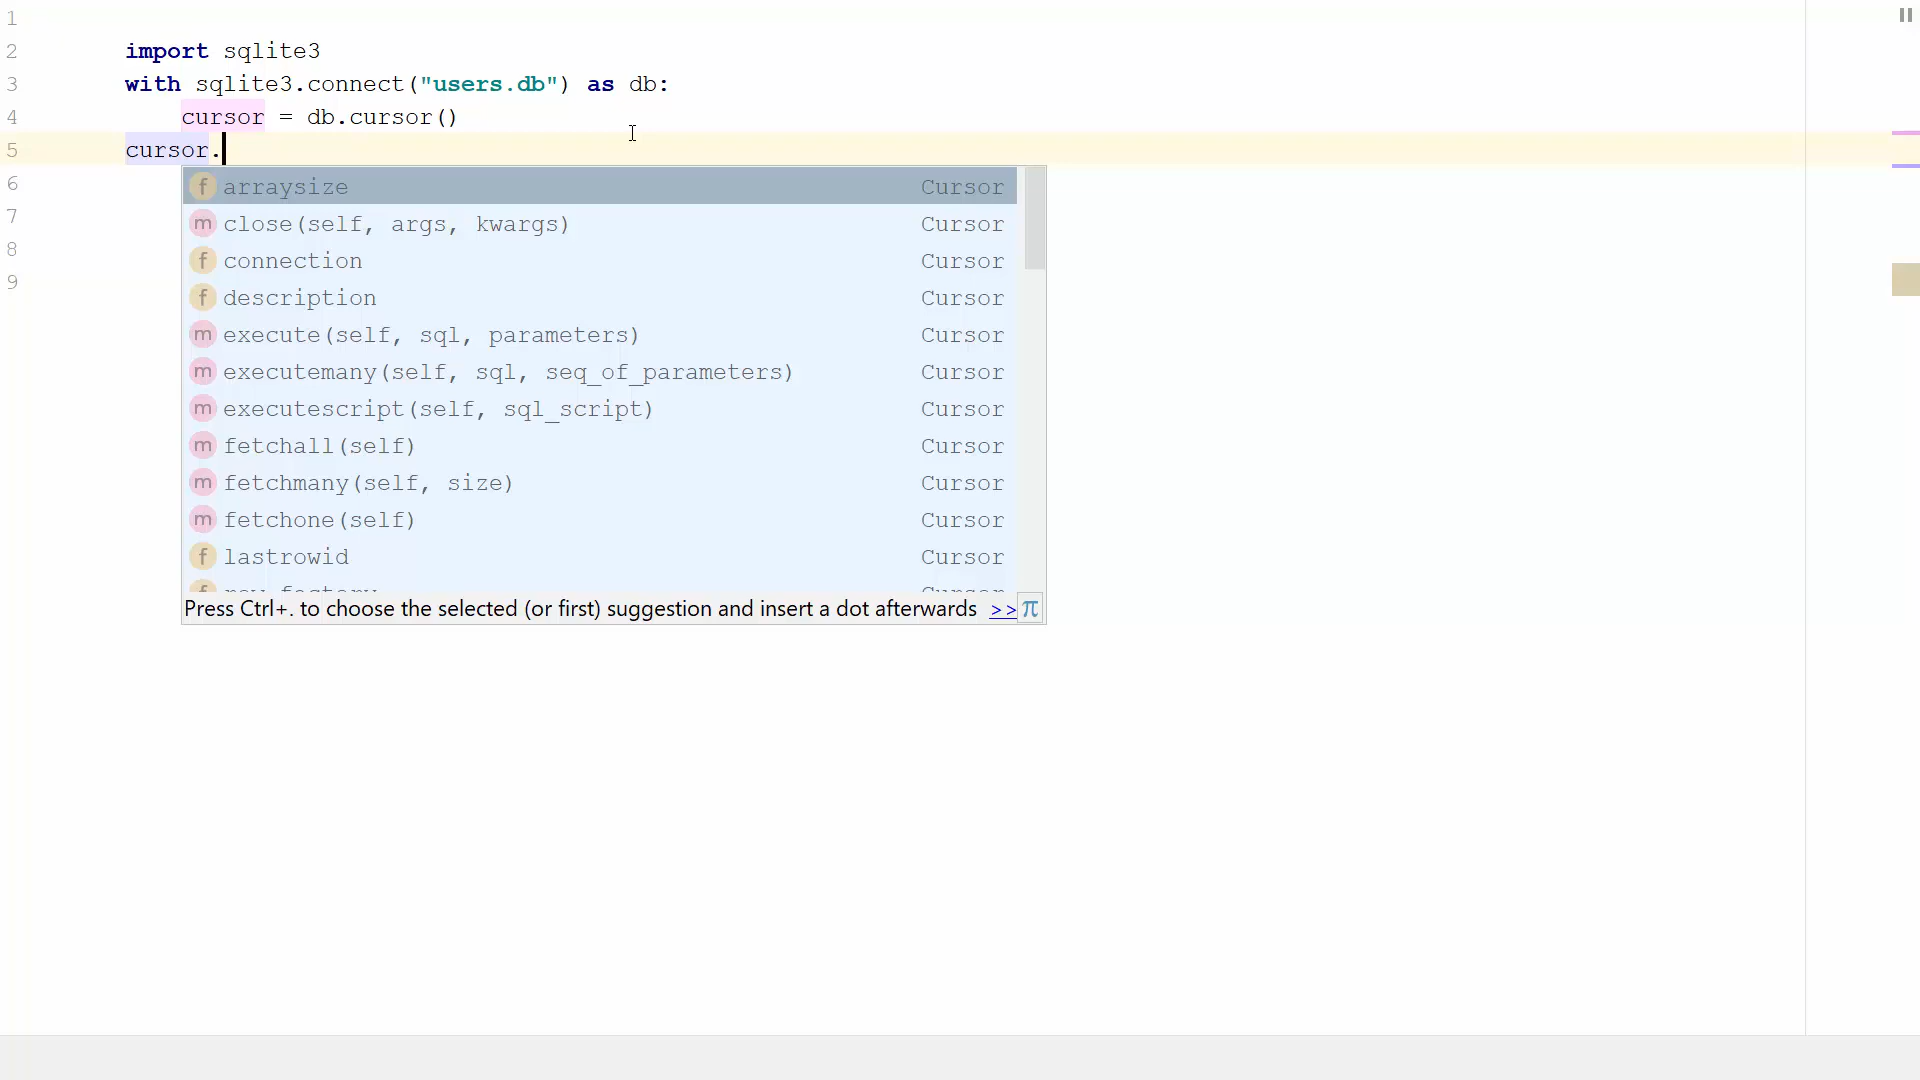 1
2 import sqlite3
3 with sqlite3.connect("users.db") as db:
4 cursor = db.cursor()
5 cursor.
6
7
8
9
f arraysize Cursor
m close(self, args, kwargs) Cursor
f connection Cursor
f description Cursor
m execute(self, sql, parameters) Cursor
m executemany(self, sql, seq_of_parameters) Cursor
m executescript(self, sql_script) Cursor
m fetchall(self) Cursor
m fetchmany(self, size) Cursor
m fetchone(self) Cursor
f lastrowid Cursor
f row_factory Cursor
Press Ctrl+. to choose the selected (or first) suggestion and insert a dot afterwards >> π